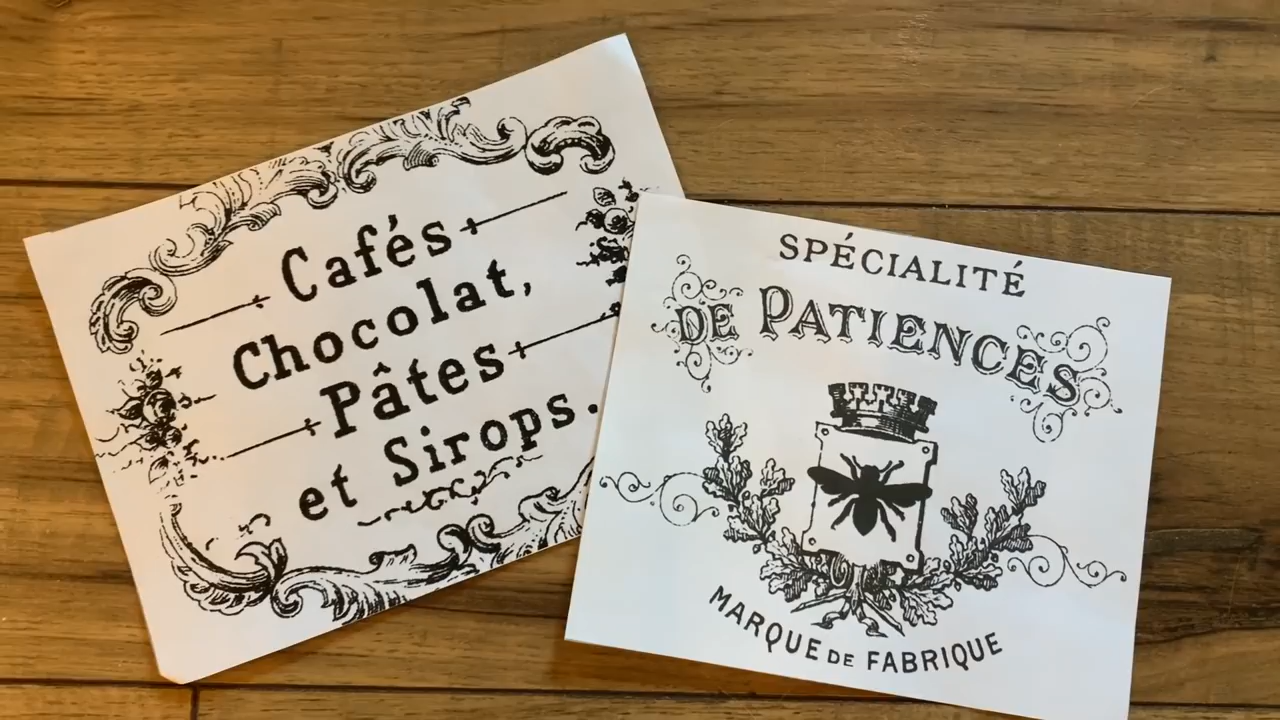 Cafés
Chocolat,
Pâtes
et Sirops.
SPÉCIALITÉ
DE PATIENCES
MARQUE DE FABRIQUE